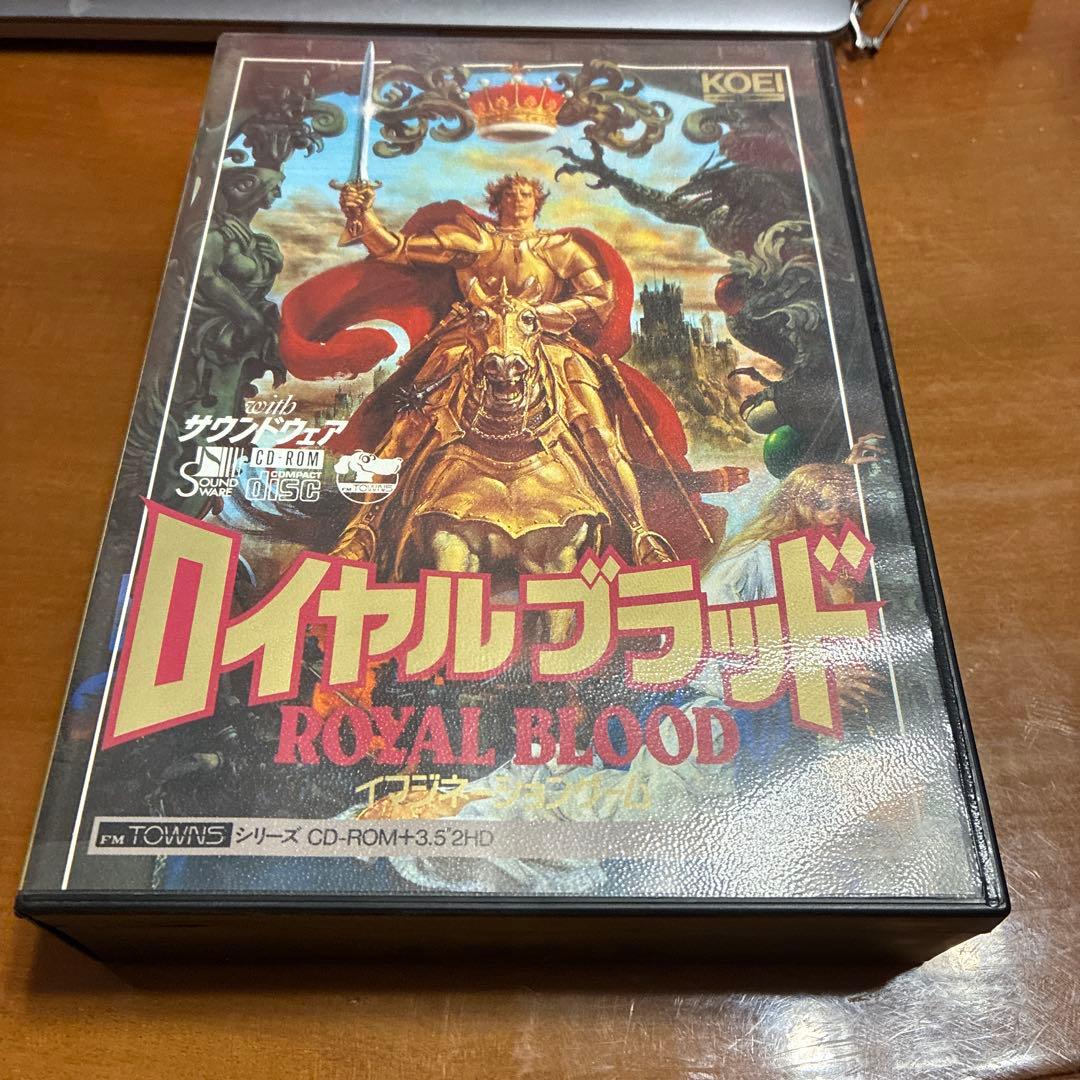 KOEI
with
サウンドウェア
SOUND WARE
CD-ROM
COMPACT
disc
FM TOWNS
ロイヤルブラッド
ROYAL BLOOD
イマジネーションゲーム
FM TOWNS シリーズ CD-ROM+3.5"2HD